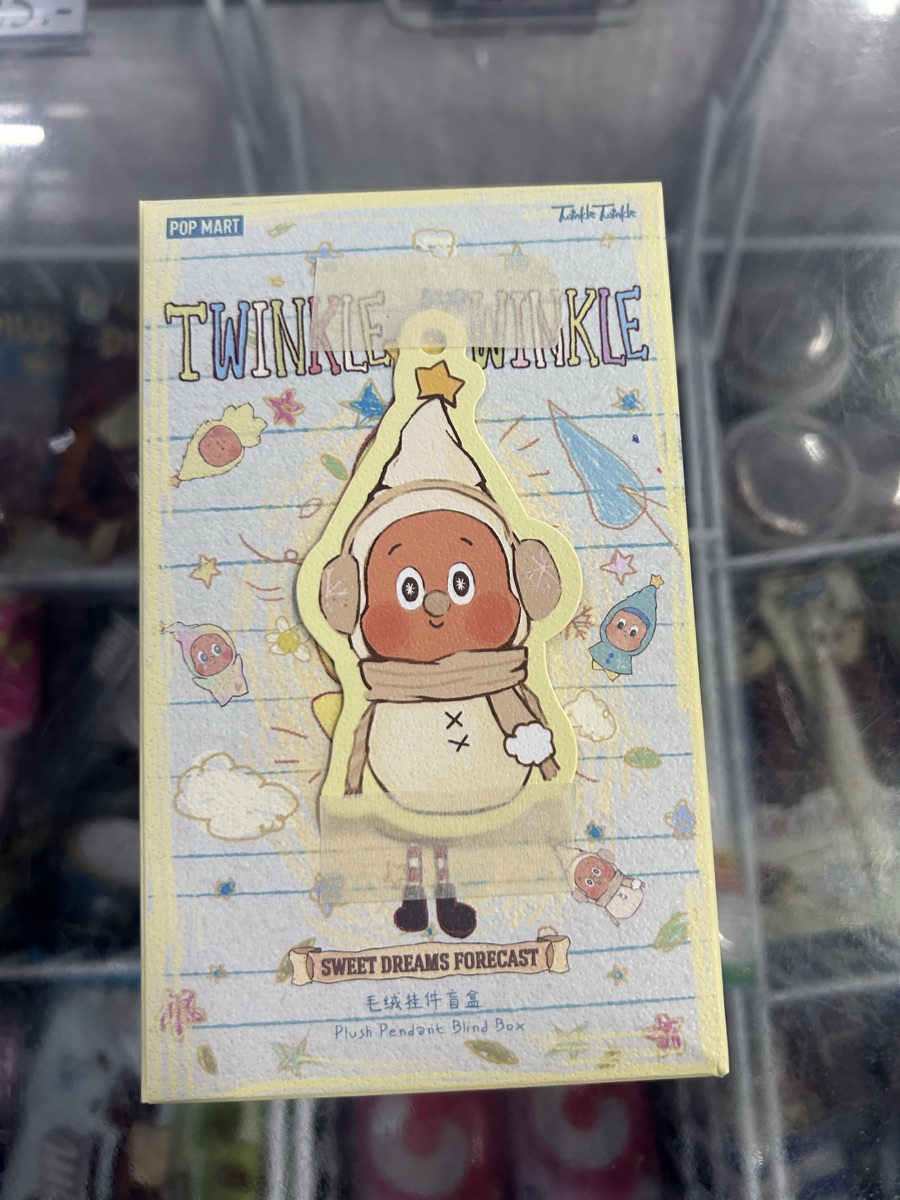 POP MART
Twinkle Twinkle
TWINKLE TWINKLE
SWEET DREAMS FORECAST
毛绒挂件盲盒
Plush Pendant Blind Box